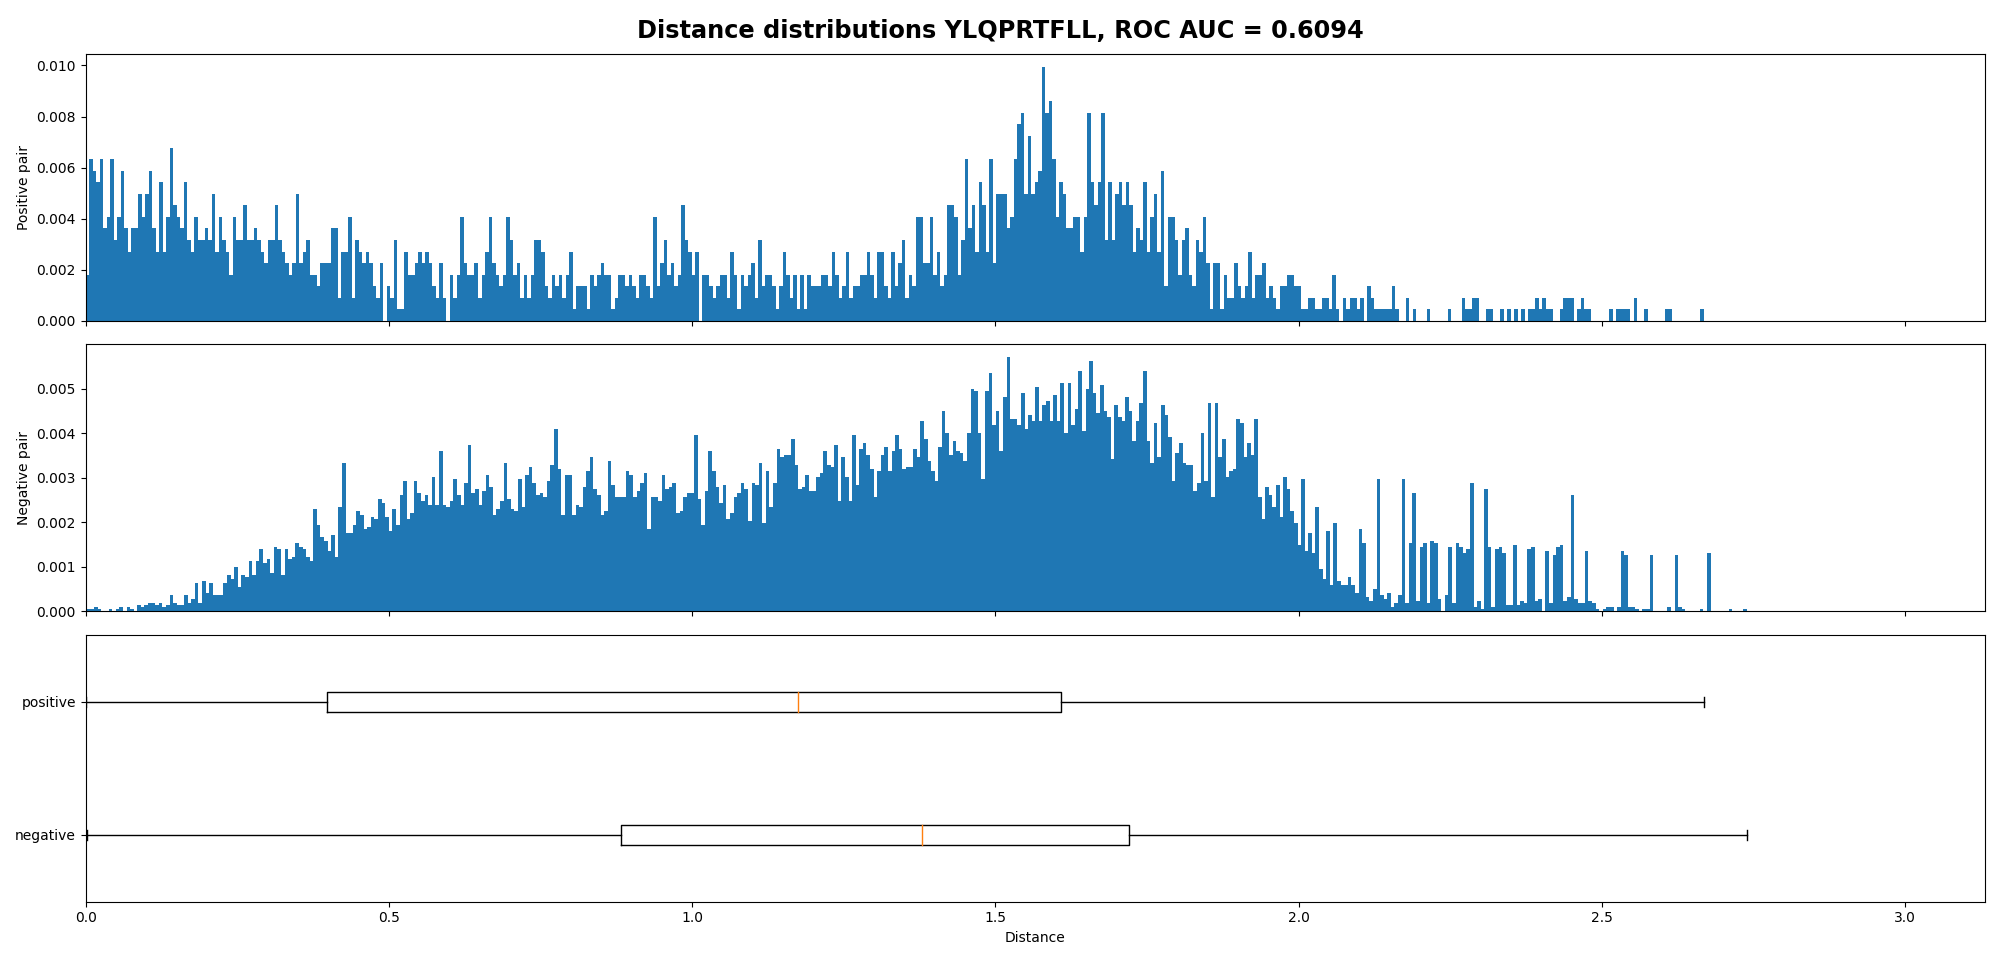 Distance distributions YLQPRTFLL, ROC AUC = 0.6094
0.010
0.008
0.006
0.004
0.002
0.000
Positive pair
0.005
0.004
0.003
0.002
0.001
0.000
Negative pair
positive
negative
0.0 0.5 1.0 1.5 2.0 2.5 3.0
Distance